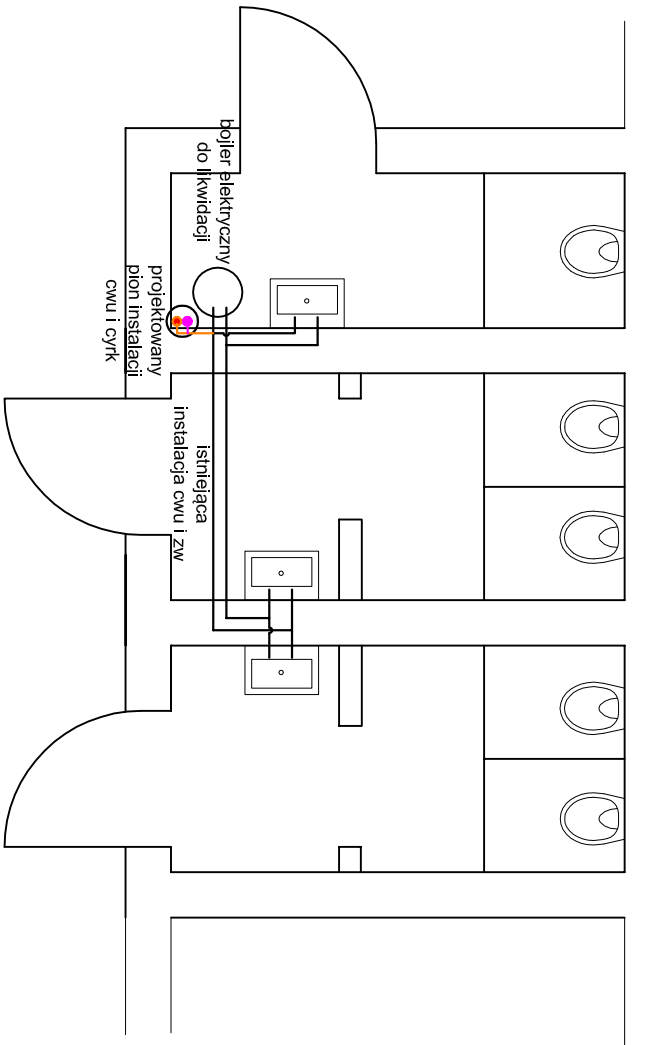 bojler elektryczny
do likwidacji
projektowany
pion instalacji
cwu i cyrk
istniejąca
instalacja cwu i zw